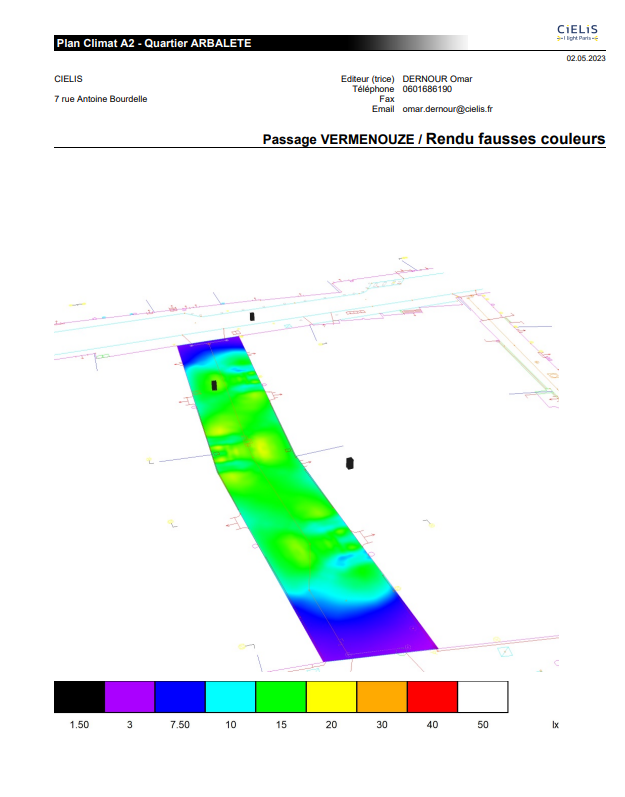 CiELiS
I light Paris
Plan Climat A2 - Quartier ARBALETE
02.05.2023
CIELIS
7 rue Antoine Bourdelle
Editeur (trice) DERNOUR Omar
Téléphone 0601686190
Fax
Email omar.dernour@cielis.fr
Passage VERMENOUZE / Rendu fausses couleurs
1.50 3 7.50 10 15 20 30 40 50 lx